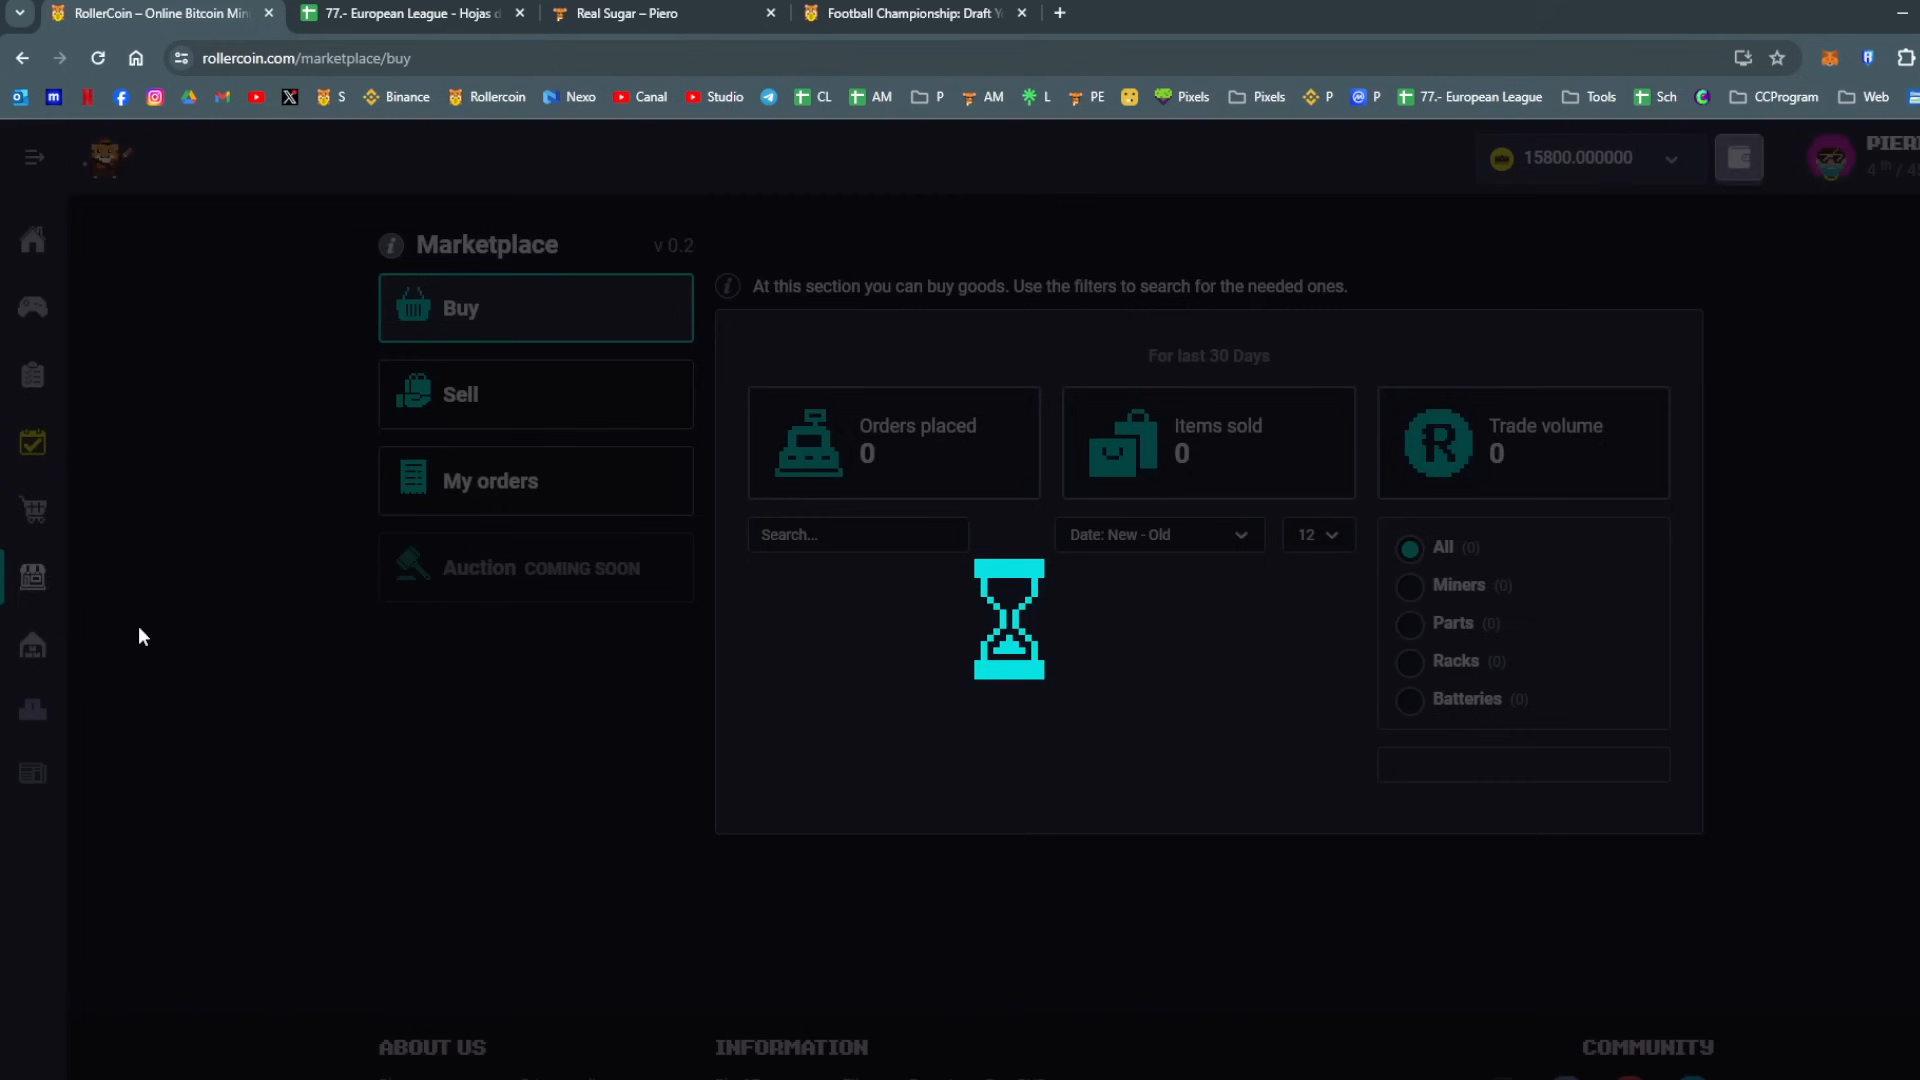 RollerCoin – Online Bitcoin Min
77.- European League - Hojas d
Real Sugar – Piero
Football Championship: Draft Y
rollercoin.com/marketplace/buy
S
Binance
Rollercoin
Nexo
Canal
Studio
CL
AM
P
AM
L
PE
Pixels
Pixels
P
P
77.- European League
Tools
Sch
CCProgram
Web
15800.000000
PIER
4 th / 45
Marketplace
v 0.2
Buy
Sell
My orders
Auction COMING SOON
At this section you can buy goods. Use the filters to search for the needed ones.
For last 30 Days
Orders placed
0
Items sold
0
Trade volume
0
Search...
Date: New - Old
12
All (0)
Miners (0)
Parts (0)
Racks (0)
Batteries (0)
ABOUT US
INFORMATION
COMMUNITY